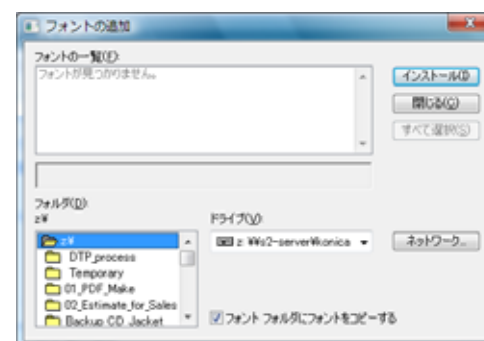 フォントの追加
フォントの一覧(F):
フォントが見つかりません。
インストール(I)
閉じる(C)
すべて選択(S)
フォルダ(D):
z:¥
ドライブ(V):
z:¥
DTP_process
Temporary
01_PDF_Make
02_Estimate_for_Sales
Backup CD Jacket
z: ¥¥s2-server¥konica
ネットワーク...
フォント フォルダにフォントをコピーする